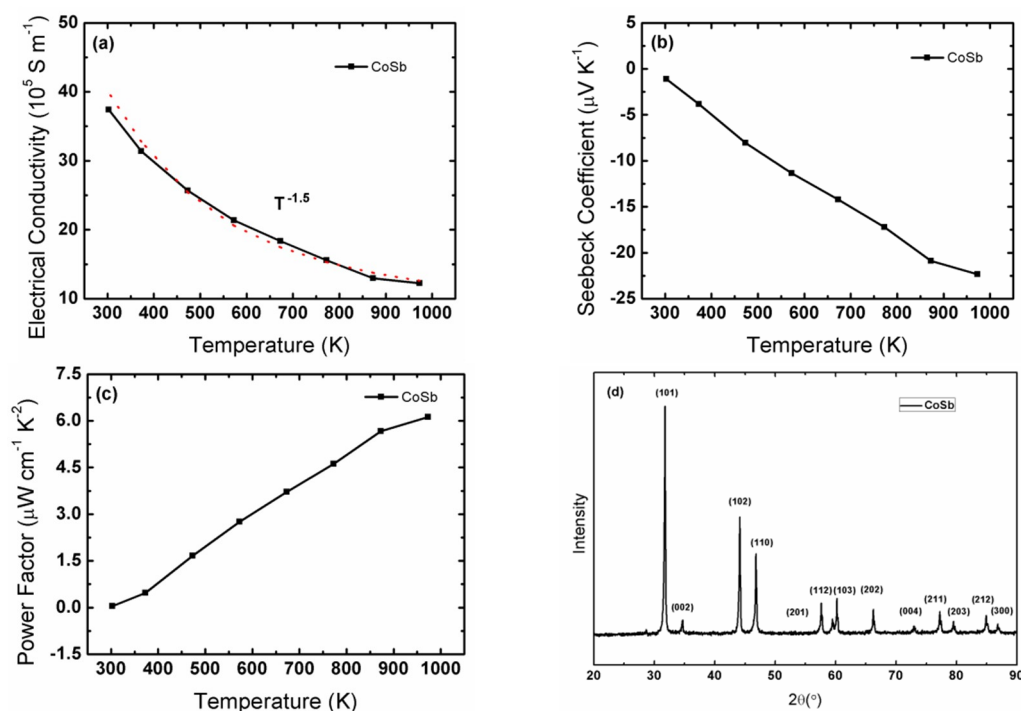 (a)
CoSb
T-1.5
50
40
30
20
10
Electrical Conductivity (10⁵ S m⁻¹)
300 400 500 600 700 800 900 1000
Temperature (K)
(b)
CoSb
0
-5
-10
-15
-20
-25
Seebeck Coefficient (μV K⁻¹)
300 400 500 600 700 800 900 1000
Temperature (K)
(c)
CoSb
7.5
6.0
4.5
3.0
1.5
0.0
-1.5
Power Factor (μW cm⁻¹ K⁻²)
300 400 500 600 700 800 900 1000
Temperature (K)
(d)
CoSb
(101)
(002)
(102)
(110)
(201)
(112)
(103)
(202)
(004)
(211)
(203)
(212)
(300)
Intensity
20 30 40 50 60 70 80 90
2θ(°)